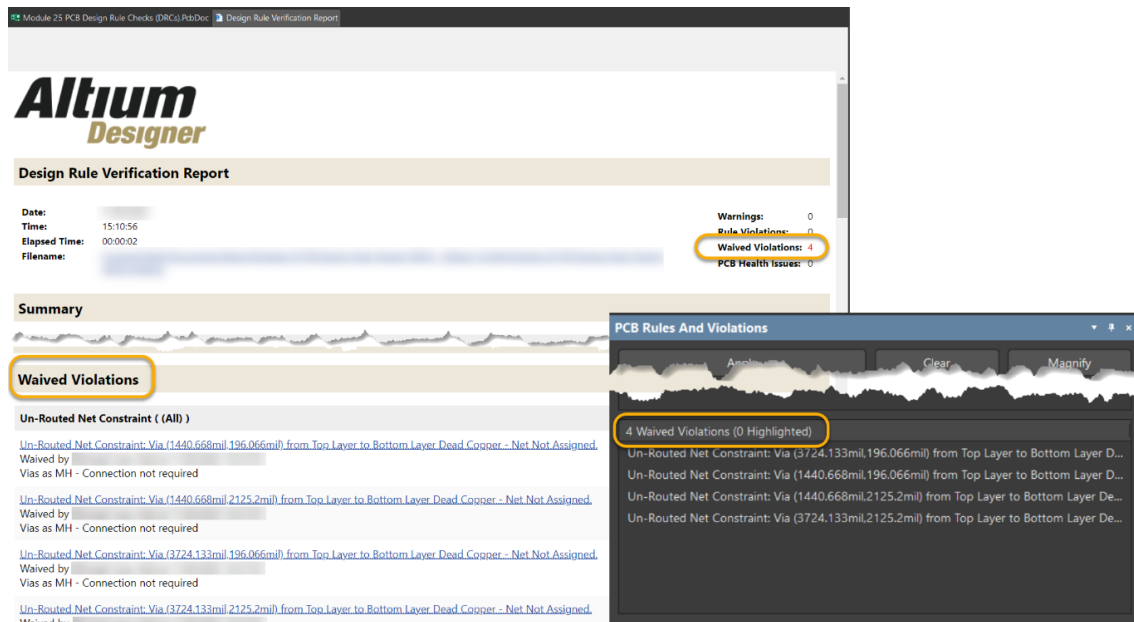 Module 25 PCB Design Rule Checks (DRCs).PcbDoc Design Rule Verification Report
Altium
Designer
Design Rule Verification Report
Date:
Time: 15:10:56
Elapsed Time: 00:00:02
Filename:
Warnings: 0
Rule Violations: 0
Waived Violations: 4
PCB Health Issues: 0
Summary
Waived Violations
Un-Routed Net Constraint ( (All) )
Un-Routed Net Constraint: Via (1440.668mil,196.066mil) from Top Layer to Bottom Layer Dead Copper - Net Not Assigned.
Waived by
Vias as MH - Connection not required
Un-Routed Net Constraint: Via (1440.668mil,2125.2mil) from Top Layer to Bottom Layer Dead Copper - Net Not Assigned.
Waived by
Vias as MH - Connection not required
Un-Routed Net Constraint: Via (3724.133mil,196.066mil) from Top Layer to Bottom Layer Dead Copper - Net Not Assigned.
Waived by
Vias as MH - Connection not required
Un-Routed Net Constraint: Via (3724.133mil,2125.2mil) from Top Layer to Bottom Layer Dead Copper - Net Not Assigned.
Waived by
PCB Rules And Violations
Clear Magnify
4 Waived Violations (0 Highlighted)
Un-Routed Net Constraint: Via (3724.133mil,196.066mil) from Top Layer to Bottom Layer D...
Un-Routed Net Constraint: Via (1440.668mil,196.066mil) from Top Layer to Bottom Layer D...
Un-Routed Net Constraint: Via (1440.668mil,2125.2mil) from Top Layer to Bottom Layer De...
Un-Routed Net Constraint: Via (3724.133mil,2125.2mil) from Top Layer to Bottom Layer De...